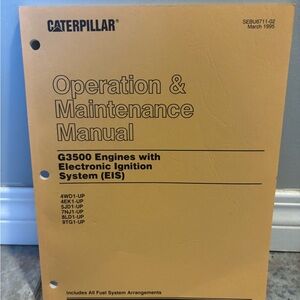 CATERPILLAR
SEBU6711-02
March 1995
Operation &
Maintenance
Manual
G3500 Engines with
Electronic Ignition
System (EIS)
4WD1-UP
4EK1-UP
5JD1-UP
7NJ1-UP
8LD1-UP
9TG1-UP
Includes All Fuel System Arrangements